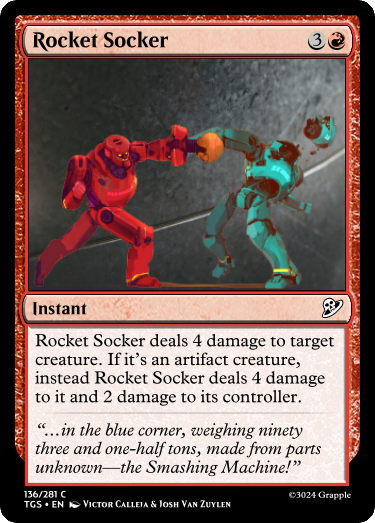 Rocket Socker 3
Instant
Rocket Socker deals 4 damage to target
creature. If it's an artifact creature,
instead Rocket Socker deals 4 damage
to it and 2 damage to its controller.
“…in the blue corner, weighing ninety
three and one-half tons, made from parts
unknown—the Smashing Machine!”
136/281 C
TGS • EN Victor Calleja & Josh Van Zuylen
©3024 Grapple